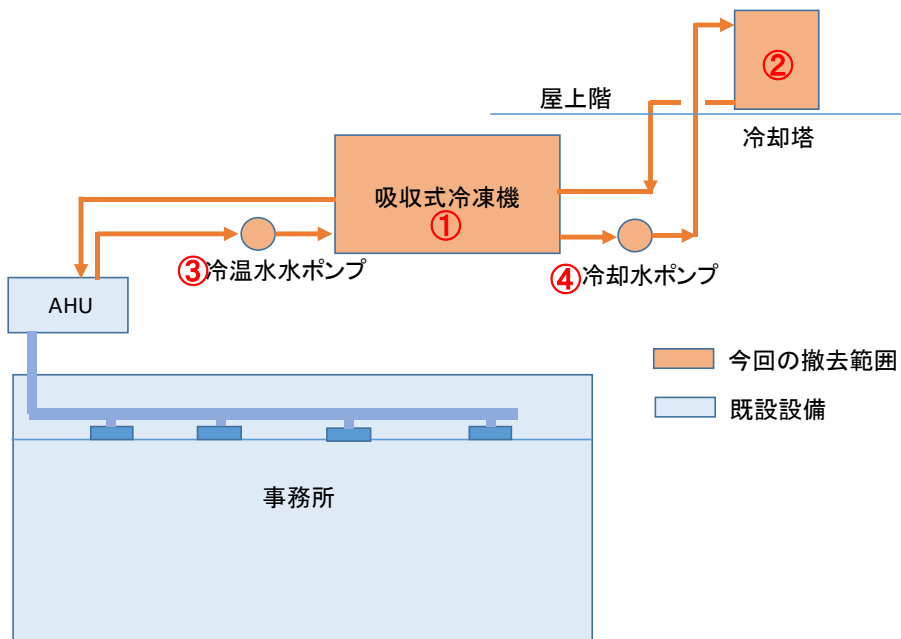 ②
屋上階
冷却塔
吸収式冷凍機
①
③冷温水水ポンプ
④冷却水ポンプ
AHU
今回の撤去範囲
既設設備
事務所